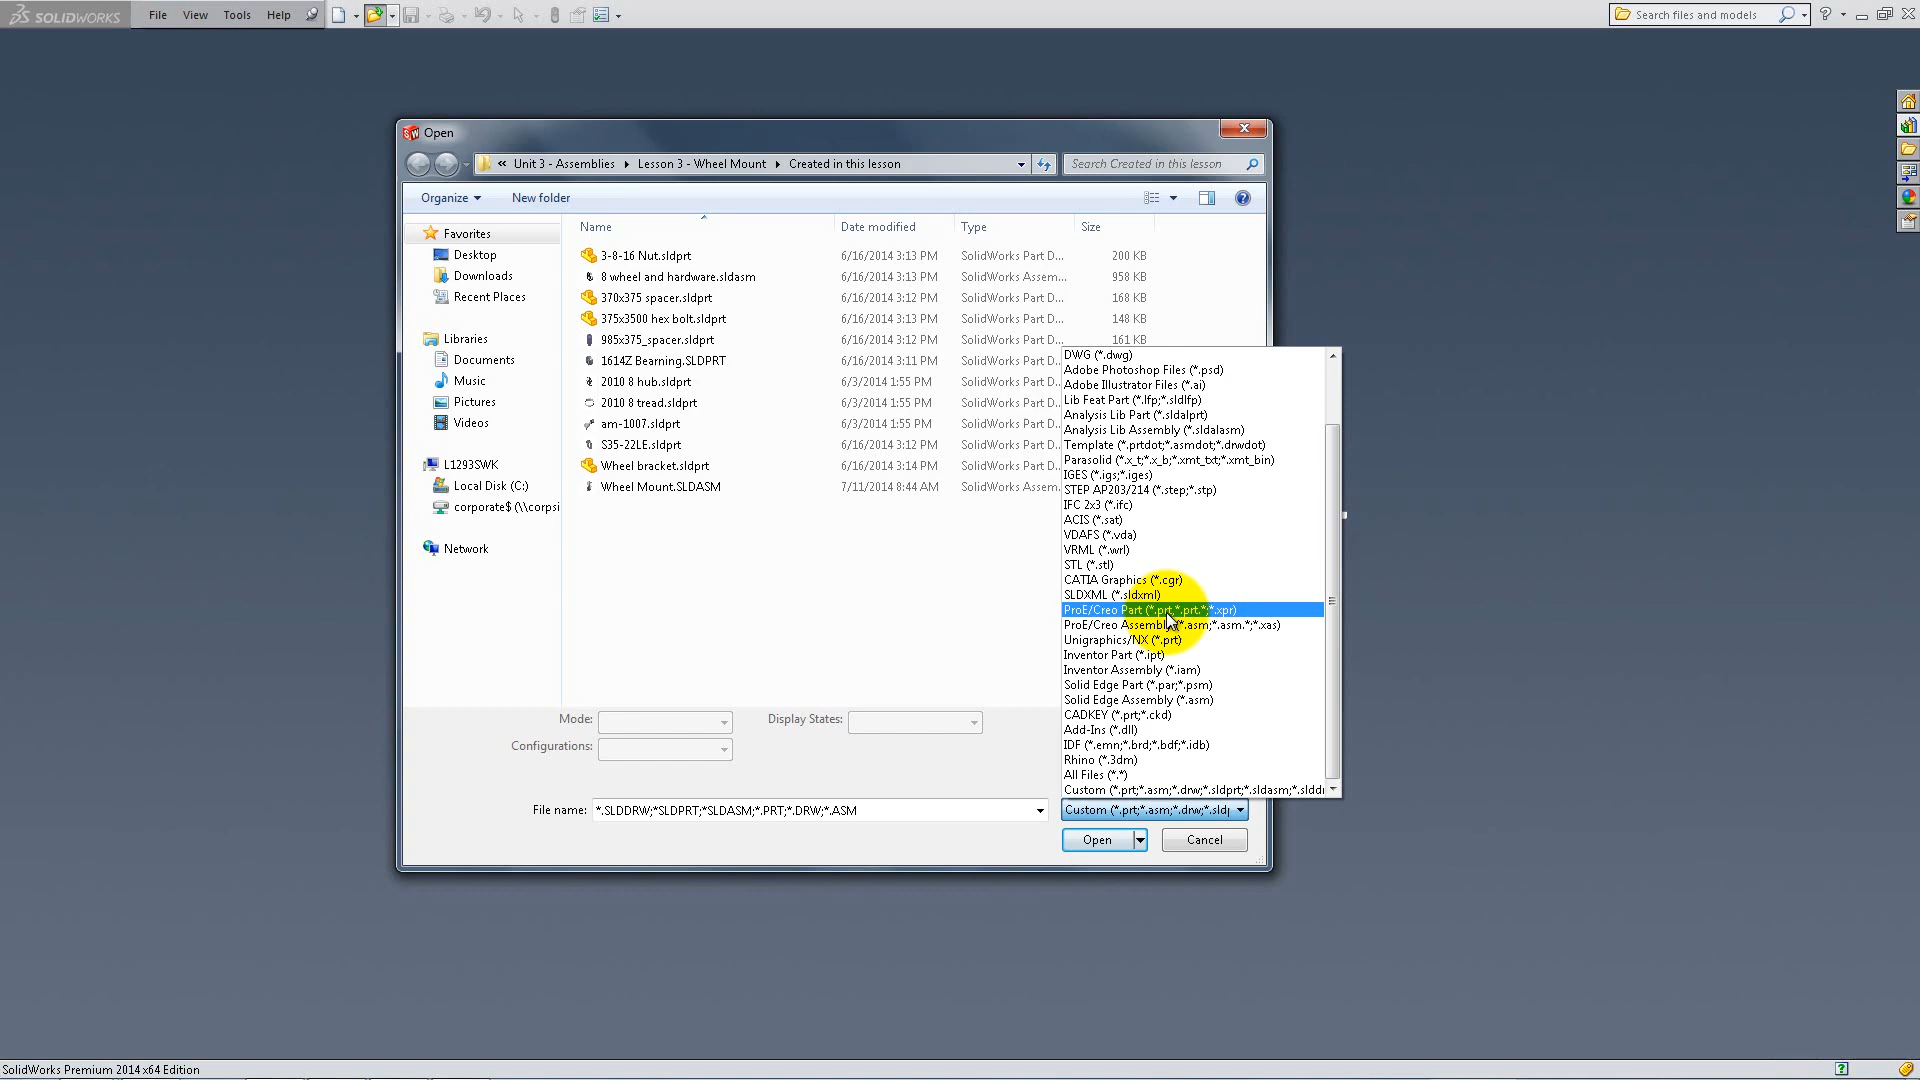 SOLIDWORKS File View Tools Help Search files and models
Open
« Unit 3 - Assemblies Lesson 3 - Wheel Mount Created in this lesson Search Created in this lesson
Organize New folder
Name Date modified Type Size
Favorites
Desktop
Downloads
Recent Places
Libraries
Documents
Music
Pictures
Videos
L1293SWK
Local Disk (C:)
corporate$ (\\corpsi
Network
3-8-16 Nut.sldprt 6/16/2014 3:13 PM SolidWorks Part D... 200 KB
8 wheel and hardware.sldasm 6/16/2014 3:13 PM SolidWorks Assem... 958 KB
370x375 spacer.sldprt 6/16/2014 3:12 PM SolidWorks Part D... 168 KB
375x3500 hex bolt.sldprt 6/16/2014 3:13 PM SolidWorks Part D... 148 KB
985x375_spacer.sldprt 6/16/2014 3:12 PM SolidWorks Part D... 161 KB
1614Z Bearning.SLDPRT 6/16/2014 3:11 PM SolidWorks Part D
2010 8 hub.sldprt 6/3/2014 1:55 PM SolidWorks Part D
2010 8 tread.sldprt 6/3/2014 1:55 PM SolidWorks Part D
am-1007.sldprt 6/3/2014 1:55 PM SolidWorks Part D
S35-22LE.sldprt 6/16/2014 3:12 PM SolidWorks Part D
Wheel bracket.sldprt 6/16/2014 3:14 PM SolidWorks Part D
Wheel Mount.SLDASM 7/11/2014 8:44 AM SolidWorks Assem
DWG (*.dwg)
Adobe Photoshop Files (*.psd)
Adobe Illustrator Files (*.ai)
Lib Feat Part (*.lfp;*.sldlfp)
Analysis Lib Part (*.sldalprt)
Analysis Lib Assembly (*.sldalasm)
Template (*.prtdot;*.asmdot;*.drwdot)
Parasolid (*.x_t;*.x_b;*.xmt_txt;*.xmt_bin)
IGES (*.igs;*.iges)
STEP AP203/214 (*.step;*.stp)
IFC 2x3 (*.ifc)
ACIS (*.sat)
VDAFS (*.vda)
VRML (*.wrl)
STL (*.stl)
CATIA Graphics (*.cgr)
SLDXML (*.sldxml)
ProE/Creo Part (*.prt;*.prt.*;*.xpr)
ProE/Creo Assembly (*.asm;*.asm.*;*.xas)
Unigraphics/NX (*.prt)
Inventor Part (*.ipt)
Inventor Assembly (*.iam)
Solid Edge Part (*.par;*.psm)
Solid Edge Assembly (*.asm)
CADKEY (*.prt;*.ckd)
Add-Ins (*.dll)
IDF (*.emn;*.brd;*.bdf;*.idb)
Rhino (*.3dm)
All Files (*.*)
Custom (*.prt;*.asm;*.drw;*.sldprt;*.sldasm;*.slddr
Mode: Display States:
Configurations:
File name: *.SLDDRW;*SLDPRT;*SLDASM;*.PRT;*.DRW;*.ASM Custom (*.prt;*.asm;*.drw;*.sldp
Open Cancel
SolidWorks Premium 2014 x64 Edition